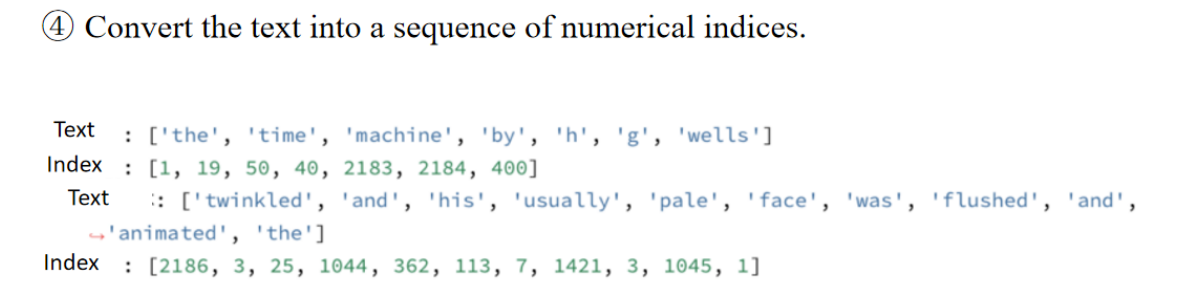 ④ Convert the text into a sequence of numerical indices.
Text : ['the', 'time', 'machine', 'by', 'h', 'g', 'wells']
Index : [1, 19, 50, 40, 2183, 2184, 400]
Text : ['twinkled', 'and', 'his', 'usually', 'pale', 'face', 'was', 'flushed', 'and',
↪'animated', 'the']
Index : [2186, 3, 25, 1044, 362, 113, 7, 1421, 3, 1045, 1]